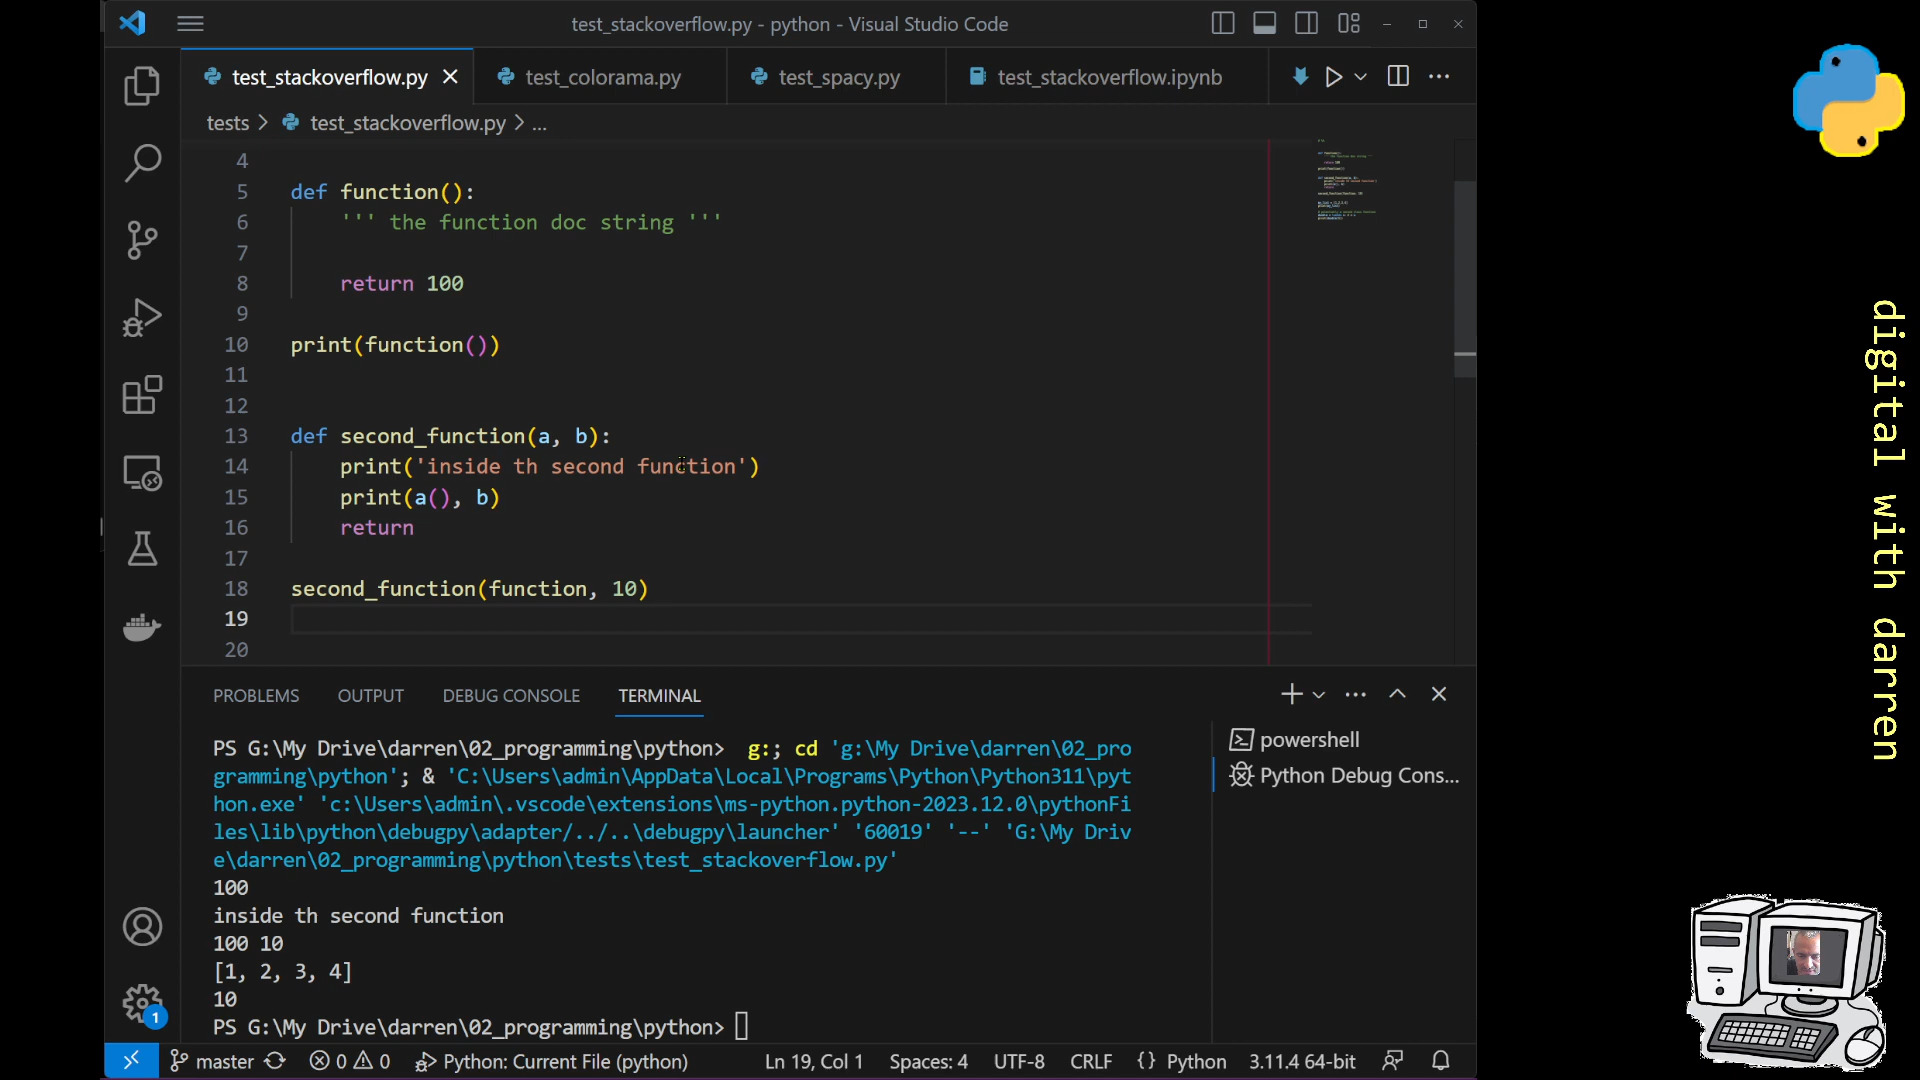 test_stackoverflow.py - python - Visual Studio Code
test_stackoverflow.py
test_colorama.py
test_spacy.py
test_stackoverflow.ipynb
tests > test_stackoverflow.py > ...
4
5 def function():
6 ''' the function doc string '''
7
8 return 100
9
10 print(function())
11
12
13 def second_function(a, b):
14 print('inside th second function')
15 print(a(), b)
16 return
17
18 second_function(function, 10)
19
20
PROBLEMS OUTPUT DEBUG CONSOLE TERMINAL
PS G:\My Drive\darren\02_programming\python> g:; cd 'g:\My Drive\darren\02_pro
gramming\python'; & 'C:\Users\admin\AppData\Local\Programs\Python\Python311\pyt
hon.exe' 'c:\Users\admin\.vscode\extensions\ms-python.python-2023.12.0\pythonFi
les\lib\python\debugpy\adapter/../..\debugpy\launcher' '60019' '--' 'G:\My Driv
e\darren\02_programming\python\tests\test_stackoverflow.py'
100
inside th second function
100 10
[1, 2, 3, 4]
10
PS G:\My Drive\darren\02_programming\python>
powershell
Python Debug Cons...
1
master 0 0 Python: Current File (python) Ln 19, Col 1 Spaces: 4 UTF-8 CRLF {} Python 3.11.4 64-bit
digital with darren